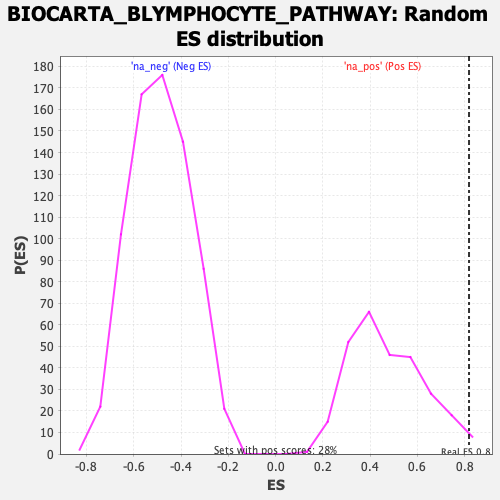 BIOCARTA_BLYMPHOCYTE_PATHWAY: Random
ES distribution
'na_neg' (Neg ES)
'na_pos' (Pos ES)
180
170
160
150
140
130
120
110
100
90
80
70
60
50
40
30
20
10
0
P(ES)
Sets with pos scores: 28%
Real ES 0.8
-0.8 -0.6 -0.4 -0.2 0.0 0.2 0.4 0.6 0.8
ES